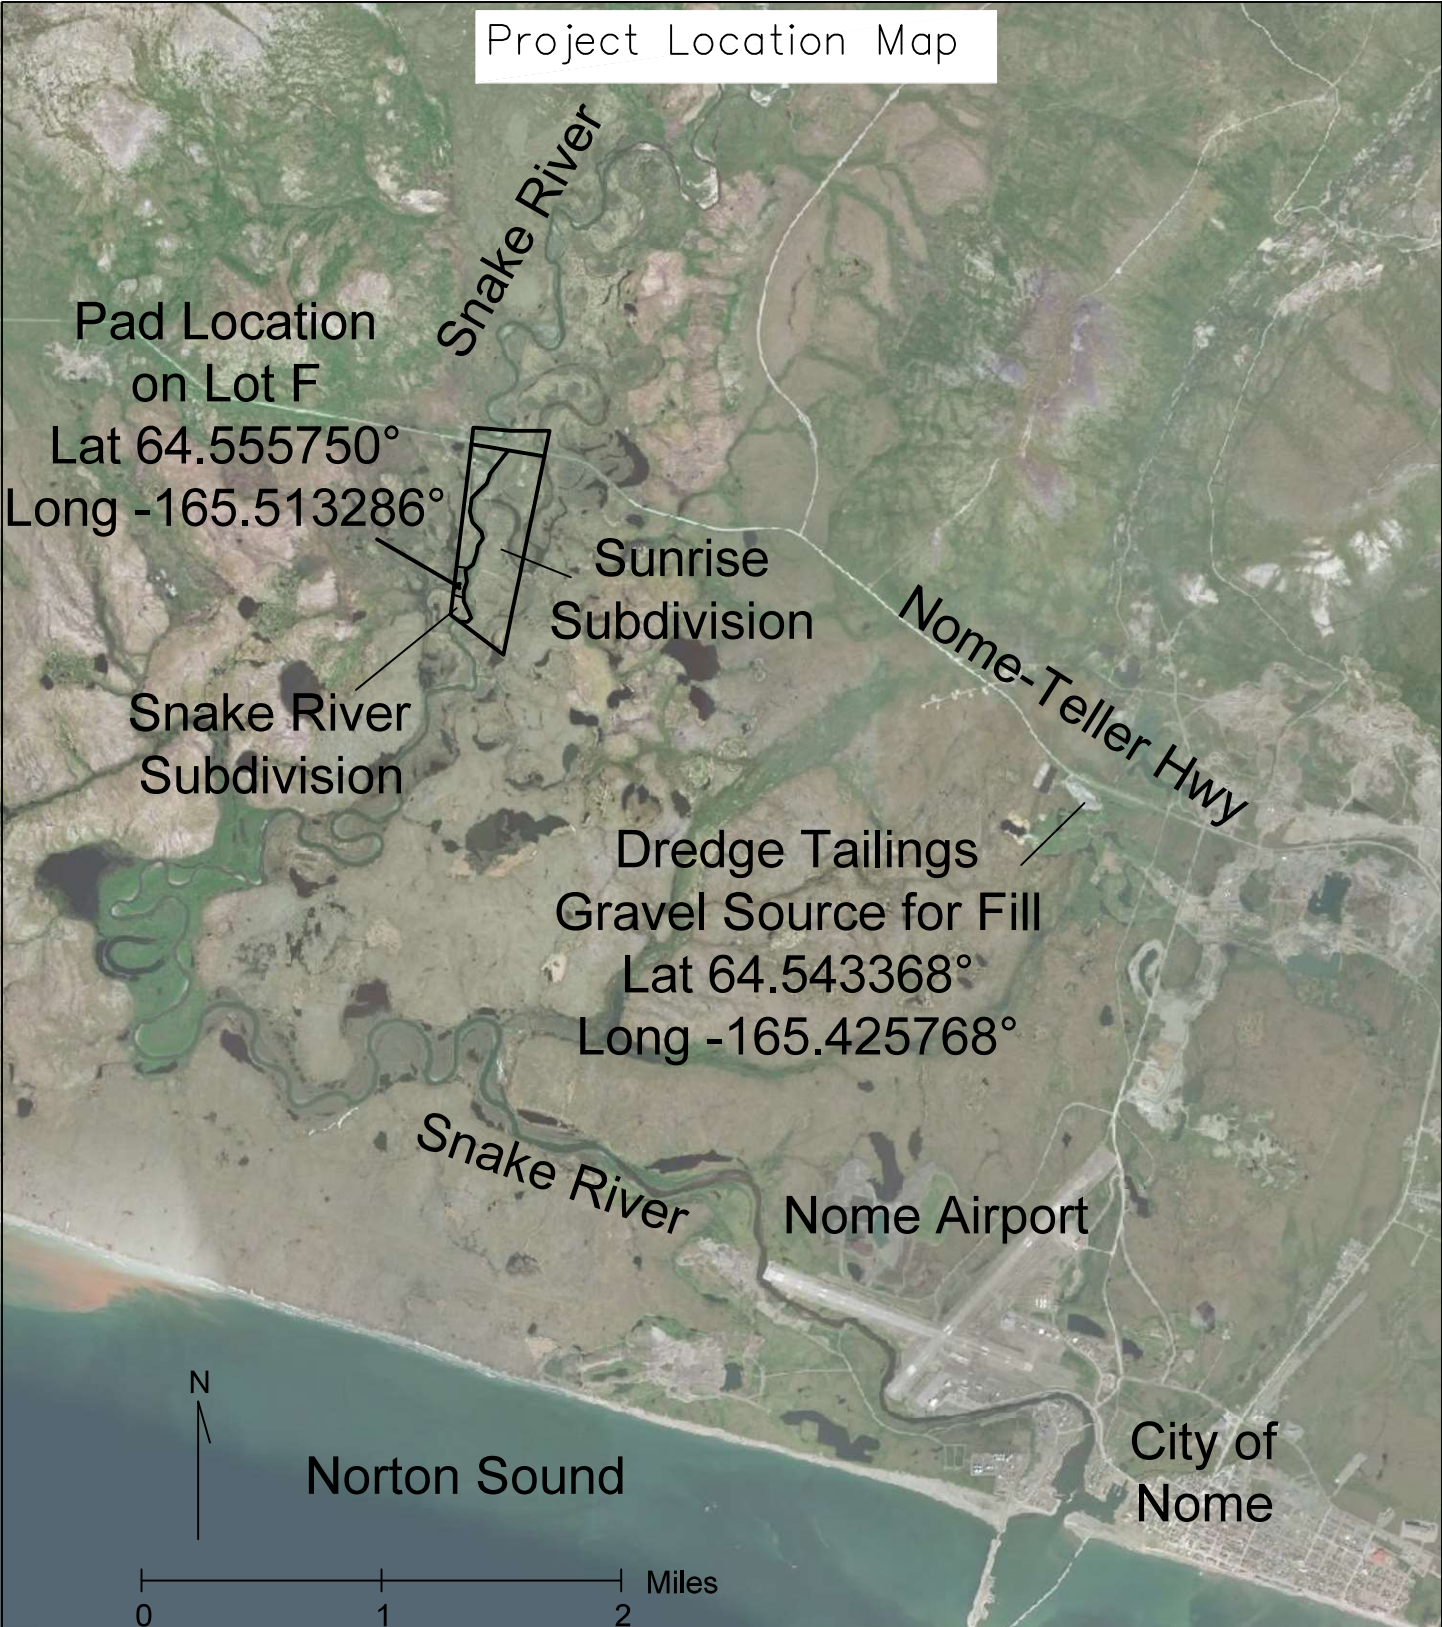 Project Location Map
Snake River
Pad Location
on Lot F
Lat 64.555750°
Long -165.513286°
Sunrise
Subdivision
Nome-Teller Hwy
Snake River
Subdivision
Dredge Tailings
Gravel Source for Fill
Lat 64.543368°
Long -165.425768°
Snake River
Nome Airport
N
Norton Sound
City of
Nome
Miles
0 1 2